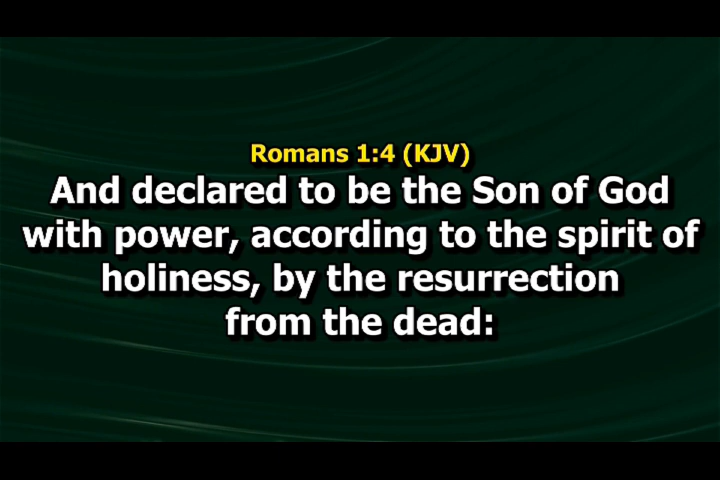 Romans 1:4 (KJV)
And declared to be the Son of God
with power, according to the spirit of
holiness, by the resurrection
from the dead: